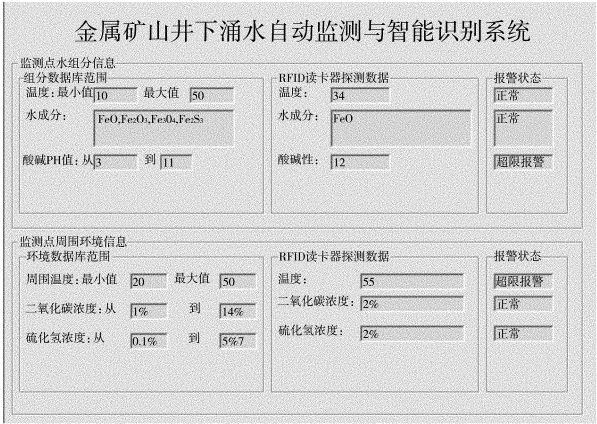 金属矿山井下涌水自动监测与智能识别系统
监测点水组分信息
组分数据库范围 RFID读卡器探测数据 报警状态
温度:最小值 10 最大值 50 温度: 34 正常
水成分: FeO,Fe2O3,Fe3O4,Fe2S3 水成分: FeO 正常
酸碱PH值:从 3 到 11 酸碱性: 12 超限报警
监测点周围环境信息
环境数据库范围 RFID读卡器探测数据 报警状态
周围温度:最小值 20 最大值 50 温度: 55 超限报警
二氧化碳浓度:从 1% 到 14% 二氧化碳浓度: 2% 正常
硫化氢浓度:从 0.1% 到 5%7 硫化氢浓度: 2% 正常